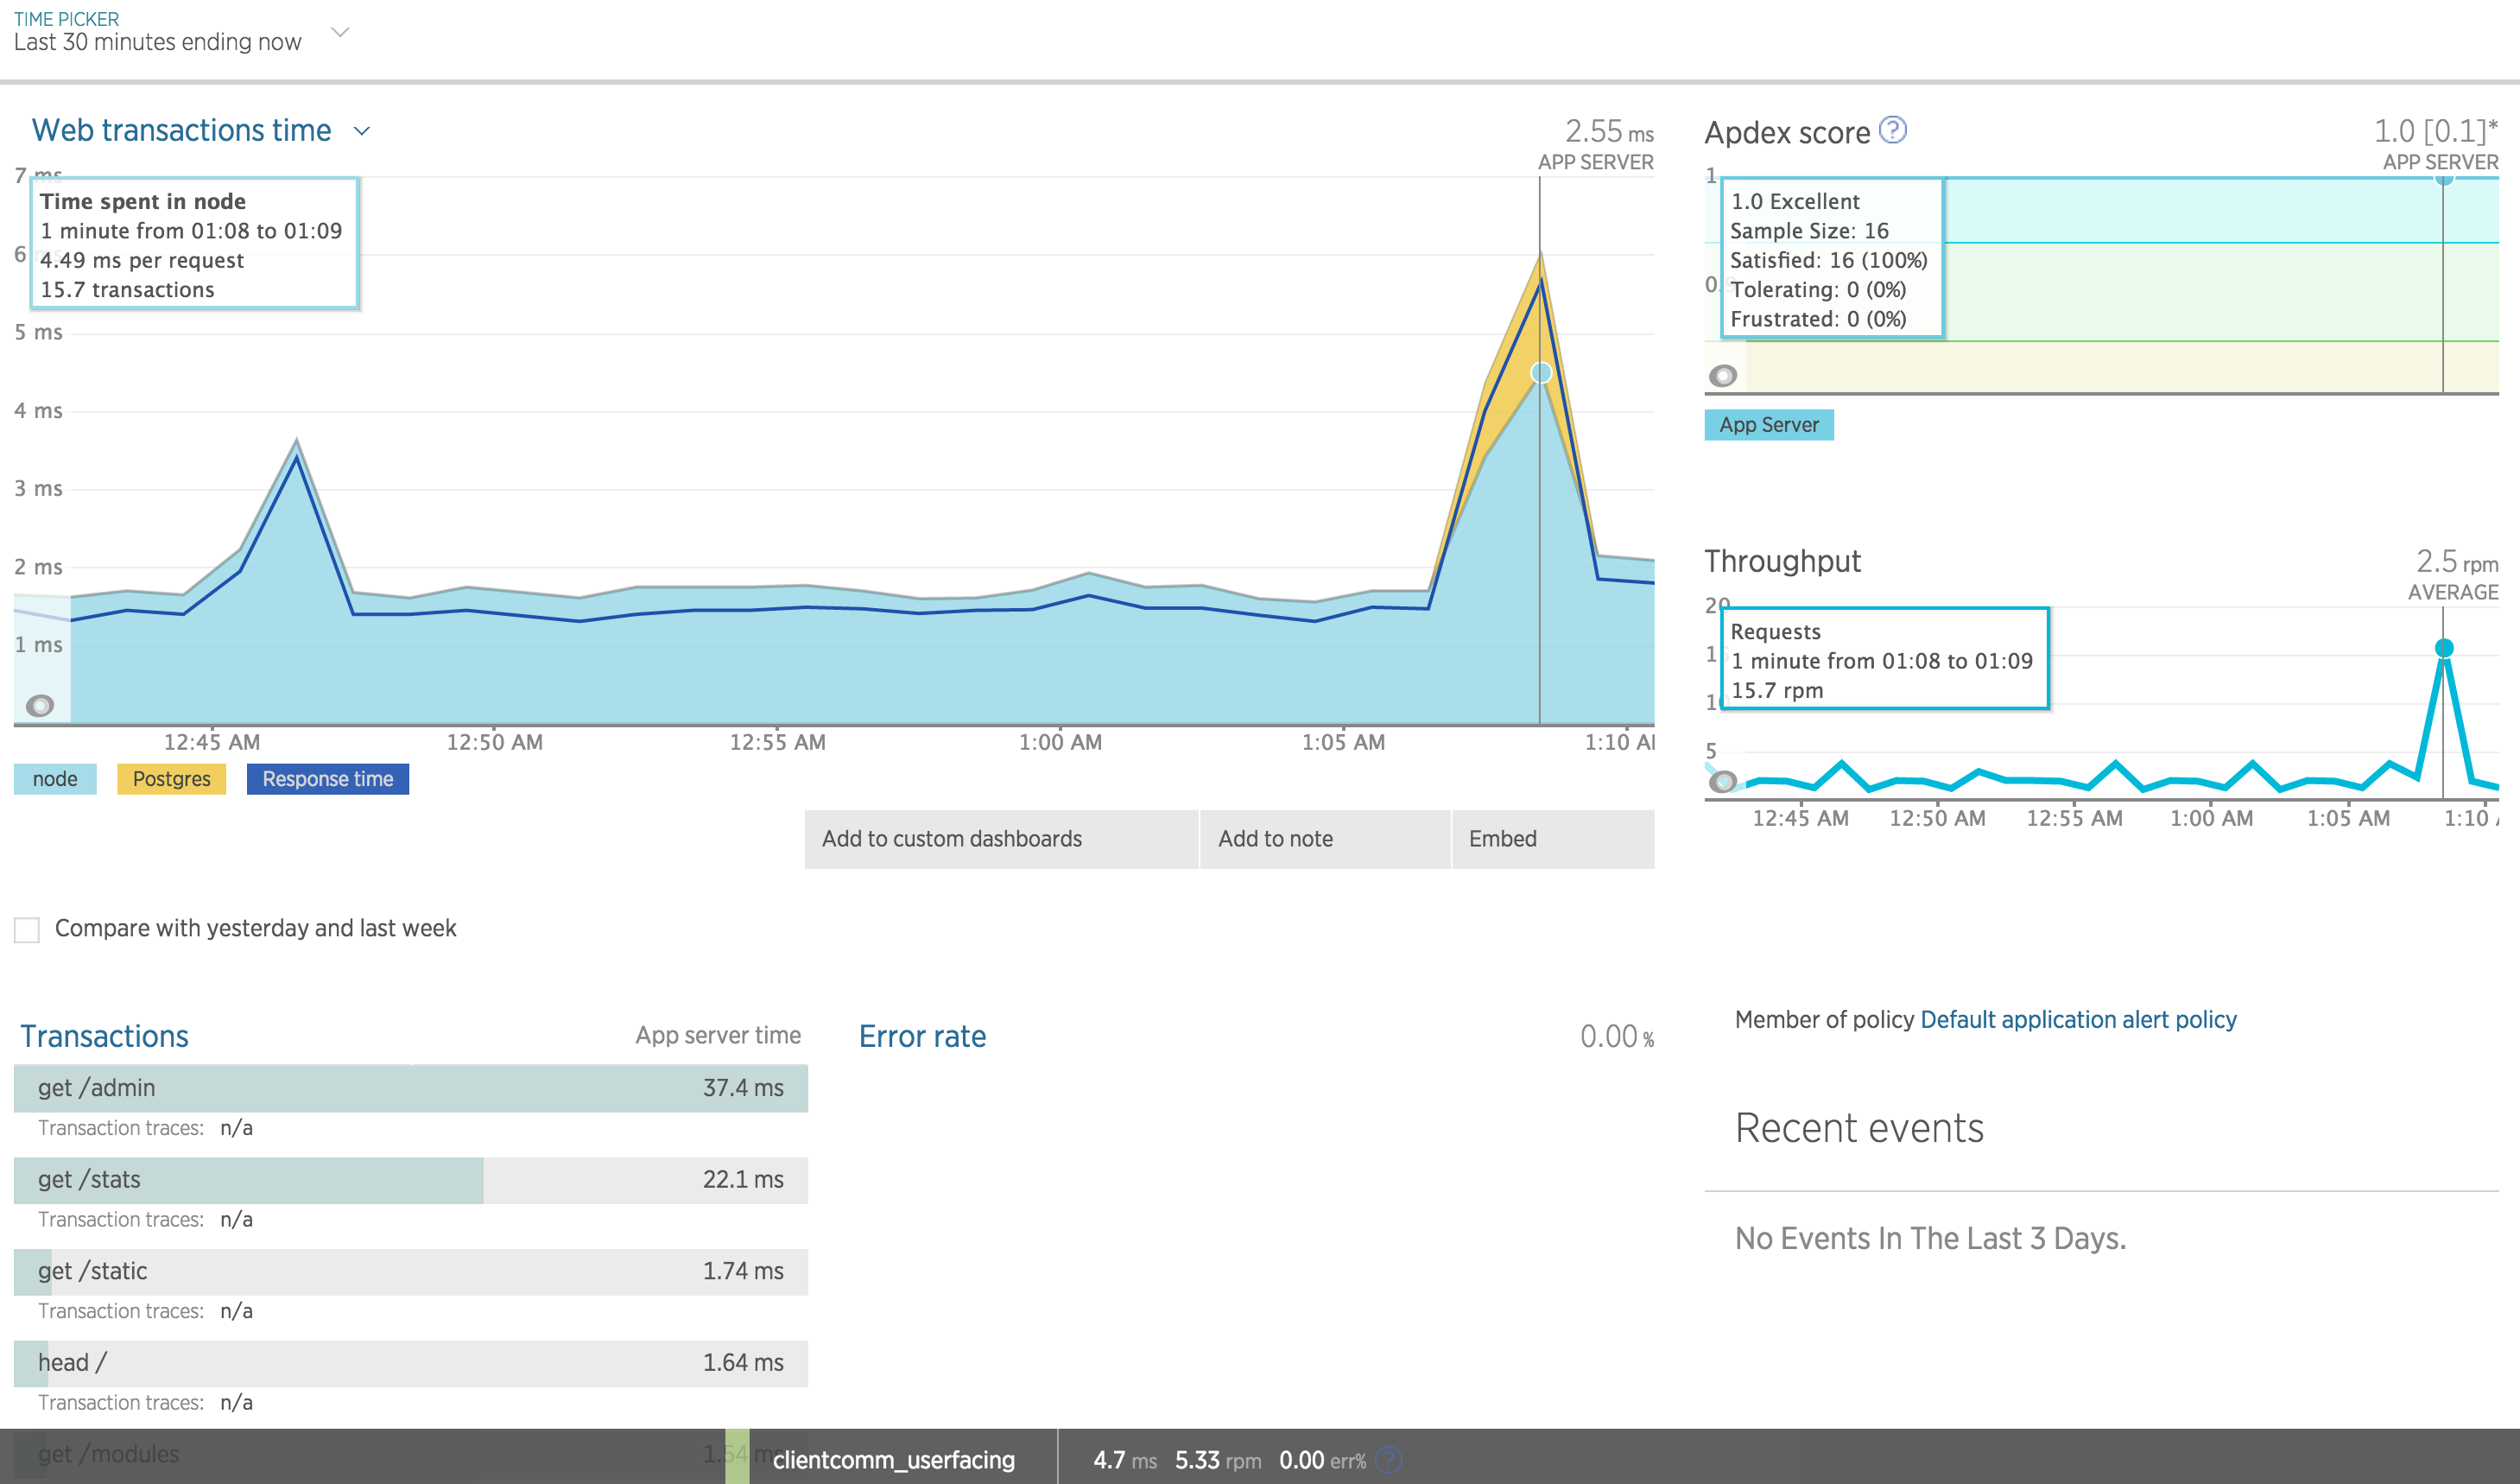 TIME PICKER
Last 30 minutes ending now
Web transactions time
2.55 ms
APP SERVER
7 ms
6
5 ms
4 ms
3 ms
2 ms
1 ms
Time spent in node
1 minute from 01:08 to 01:09
4.49 ms per request
15.7 transactions
12:45 AM 12:50 AM 12:55 AM 1:00 AM 1:05 AM 1:10 A
node Postgres Response time
Add to custom dashboards Add to note Embed
Compare with yesterday and last week
Apdex score ?
1.0 [0.1]*
APP SERVER
1
0.9
1.0 Excellent
Sample Size: 16
Satisfied: 16 (100%)
Tolerating: 0 (0%)
Frustrated: 0 (0%)
App Server
Throughput
2.5 rpm
AVERAGE
20
15
10
5
Requests
1 minute from 01:08 to 01:09
15.7 rpm
12:45 AM 12:50 AM 12:55 AM 1:00 AM 1:05 AM 1:10
Transactions App server time
get /admin 37.4 ms
Transaction traces: n/a
get /stats 22.1 ms
Transaction traces: n/a
get /static 1.74 ms
Transaction traces: n/a
head / 1.64 ms
Transaction traces: n/a
get /modules 1.54 ms
Error rate 0.00 %
Member of policy Default application alert policy
Recent events
No Events In The Last 3 Days.
clientcomm_userfacing 4.7 ms 5.33 rpm 0.00 err% ?